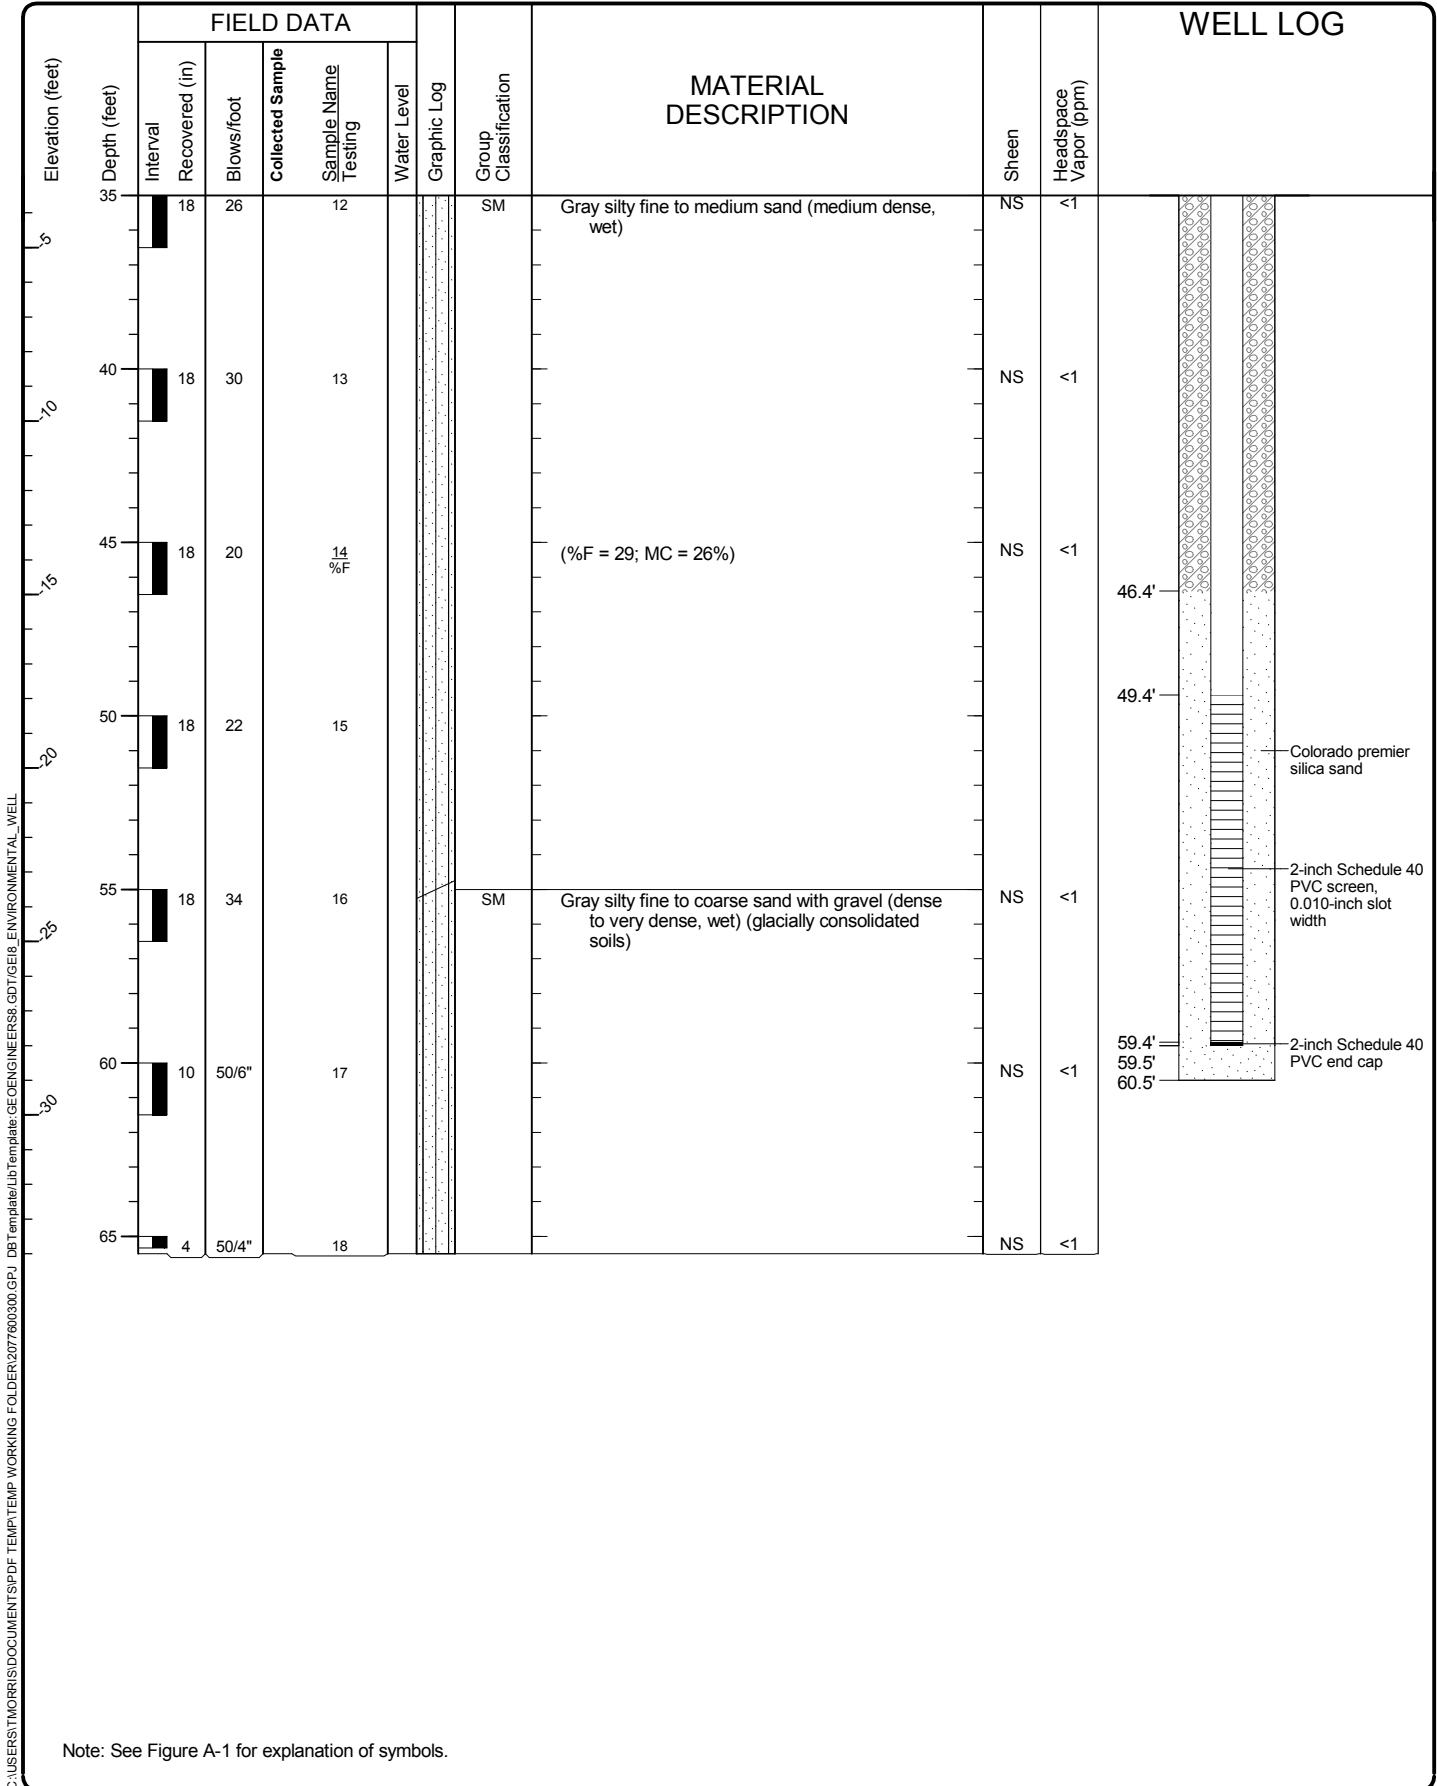 FIELD DATA
WELL LOG
Elevation (feet)
Depth (feet)
Interval
Recovered (in)
Blows/foot
Collected Sample
Sample Name
Testing
Water Level
Graphic Log
Group
Classification
MATERIAL
DESCRIPTION
Sheen
Headspace
Vapor (ppm)
35 18 26 12 SM Gray silty fine to medium sand (medium dense, NS <1
wet)
-5
40 18 30 13 NS <1
-10
45 18 20 14 (%F = 29; MC = 26%) NS <1
%F
-15
46.4'
49.4'
50 18 22 15
Colorado premier
silica sand
-20
2-inch Schedule 40
PVC screen,
0.010-inch slot
width
55 18 34 16 SM Gray silty fine to coarse sand with gravel (dense NS <1
to very dense, wet) (glacially consolidated
soils)
-25
59.4'
2-inch Schedule 40
PVC end cap
59.5'
60 10 50/6" 17 NS <1
60.5'
-30
65 4 50/4" 18 NS <1
Note: See Figure A-1 for explanation of symbols.
C:\USERS\TMORRIS\DOCUMENTS\PDF TEMP\TEMP WORKING FOLDER\2077600300.GPJ DBTemplate/LibTemplate:GEOENGINEERS8.GDT/GEI8_ENVIRONMENTAL_WELL